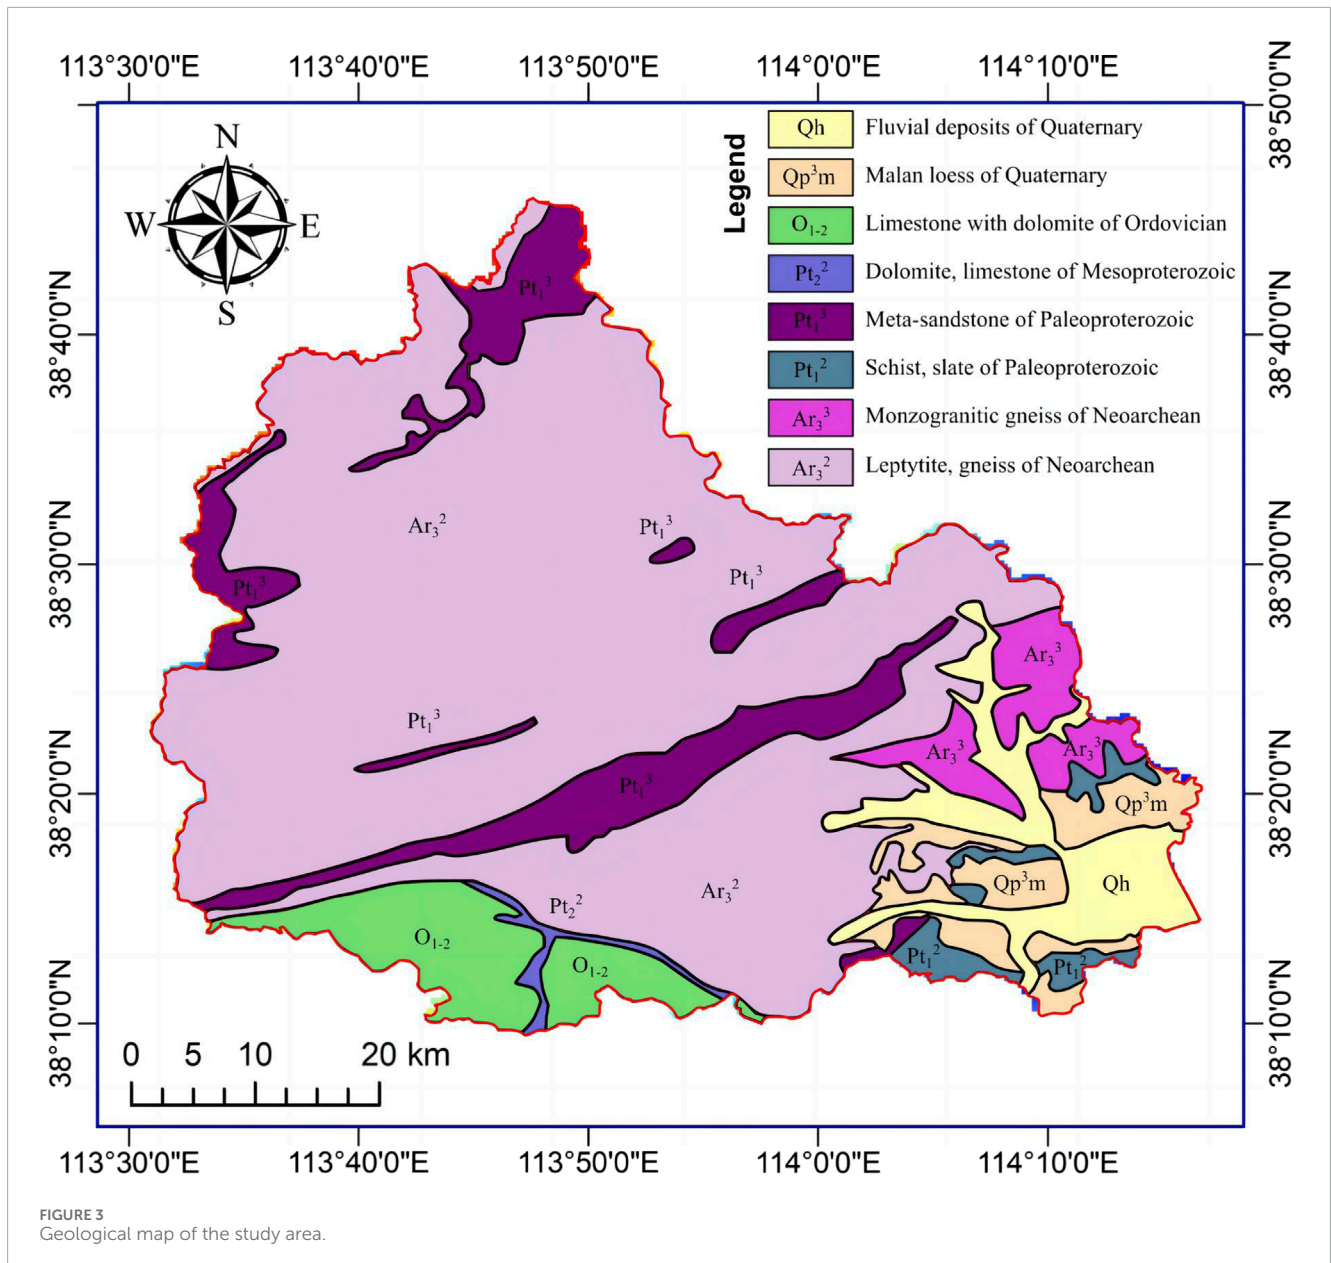 113°30'0"E 113°40'0"E 113°50'0"E 114°0'0"E 114°10'0"E
38°50'0"N
38°40'0"N
38°40'0"N
38°30'0"N
38°30'0"N
38°20'0"N
38°20'0"N
38°10'0"N
38°10'0"N
N
W E
S
Legend
Qh Fluvial deposits of Quaternary
Qp³m Malan loess of Quaternary
O₁₋₂ Limestone with dolomite of Ordovician
Pt₂² Dolomite, limestone of Mesoproterozoic
Pt₁³ Meta-sandstone of Paleoproterozoic
Pt₁² Schist, slate of Paleoproterozoic
Ar₃³ Monzogranitic gneiss of Neoarchean
Ar₃² Leptytite, gneiss of Neoarchean
Pt₁³
Ar₃²
Pt₁³
Pt₁³
Pt₁³
Ar₃³
Pt₁³
Ar₃³
Ar₃³
Pt₁³
Qp³m
Ar₃²
Qp³m
Qh
Pt₂²
O₁₋₂
O₁₋₂
Pt₁²
Pt₁²
0 5 10 20 km
113°30'0"E 113°40'0"E 113°50'0"E 114°0'0"E 114°10'0"E
FIGURE 3
Geological map of the study area.